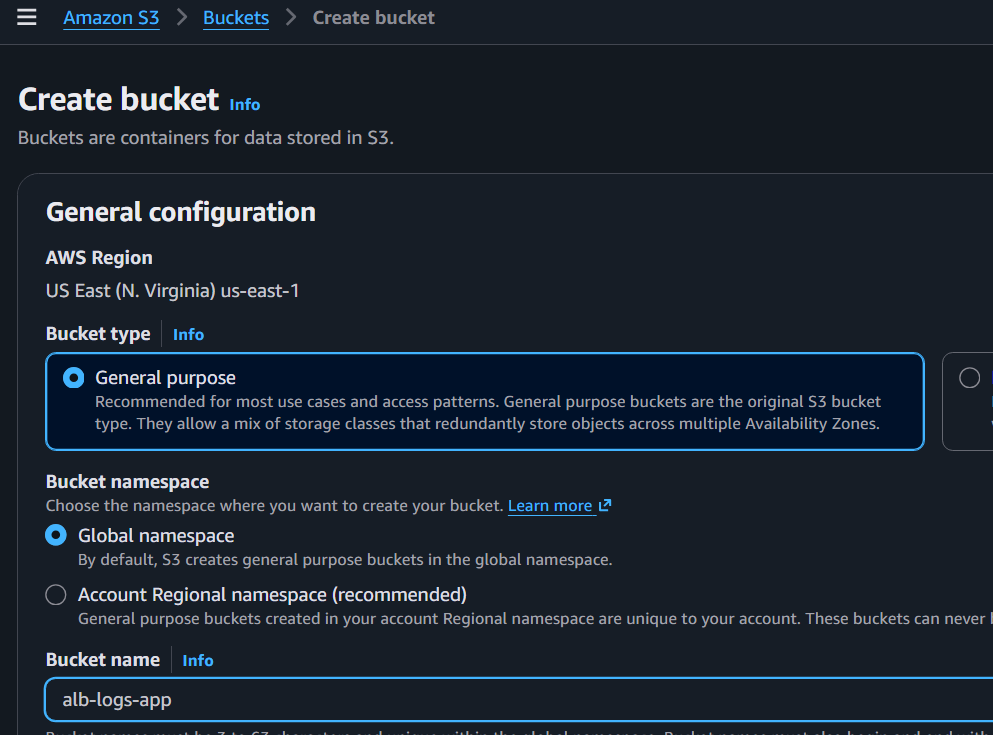 Amazon S3 > Buckets > Create bucket
Create bucket Info
Buckets are containers for data stored in S3.
General configuration
AWS Region
US East (N. Virginia) us-east-1
Bucket type Info
General purpose
Recommended for most use cases and access patterns. General purpose buckets are the original S3 bucket
type. They allow a mix of storage classes that redundantly store objects across multiple Availability Zones.
Bucket namespace
Choose the namespace where you want to create your bucket. Learn more
Global namespace
By default, S3 creates general purpose buckets in the global namespace.
Account Regional namespace (recommended)
General purpose buckets created in your account Regional namespace are unique to your account. These buckets can never
Bucket name Info
alb-logs-app